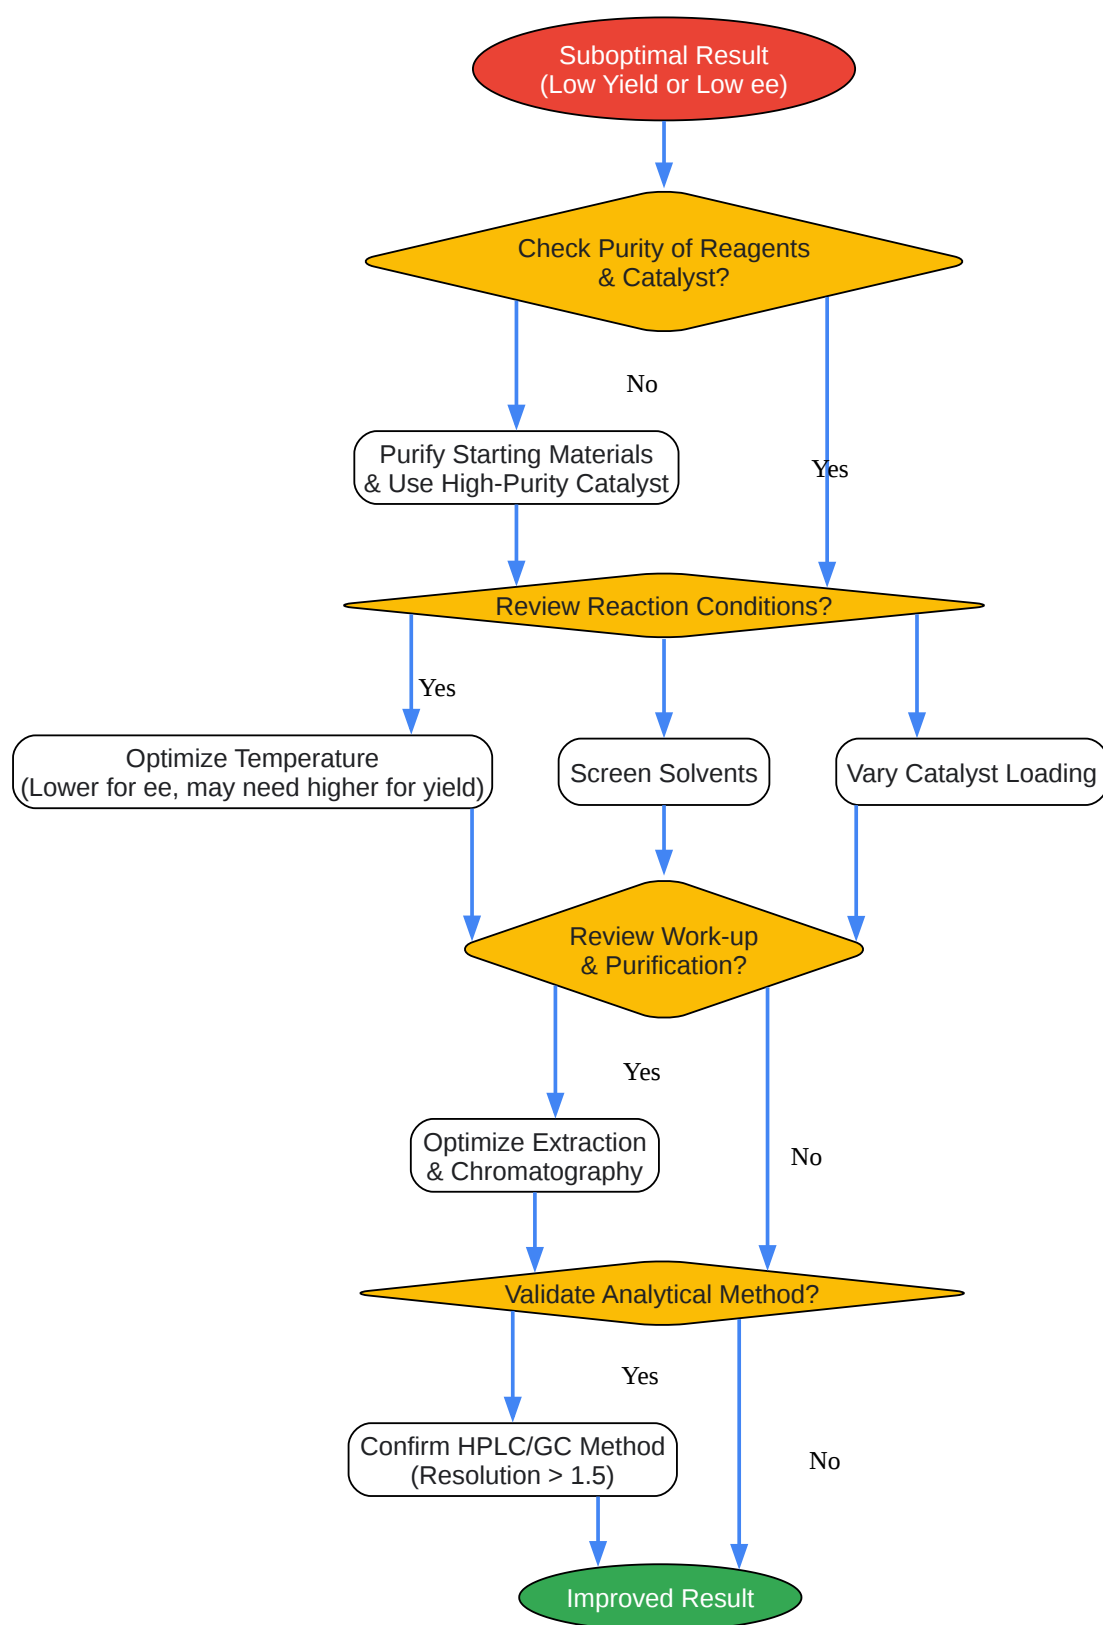 Suboptimal Result
(Low Yield or Low ee)
Check Purity of Reagents
& Catalyst?
No
Purify Starting Materials
& Use High-Purity Catalyst
Yes
Review Reaction Conditions?
Yes
Optimize Temperature
(Lower for ee, may need higher for yield)
Screen Solvents
Vary Catalyst Loading
Review Work-up
& Purification?
Yes
Optimize Extraction
& Chromatography
No
Validate Analytical Method?
Yes
Confirm HPLC/GC Method
(Resolution > 1.5)
No
Improved Result